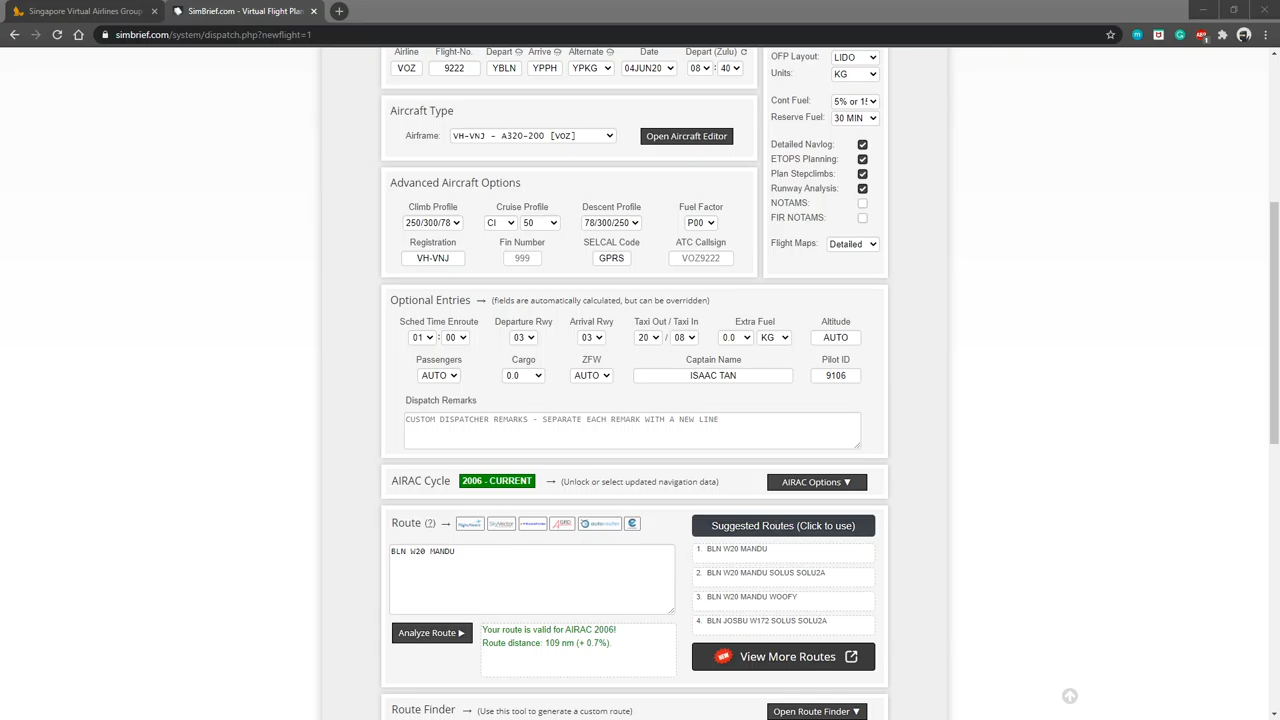 Singapore Virtual Airlines Group
SimBrief.com - Virtual Flight Plan
simbrief.com/system/dispatch.php?newflight=1
Airline Flight-No. Depart Arrive Alternate Date Depart (Zulu)
VOZ 9222 YBLN YPPH YPKG 04JUN20 08 : 40
OFP Layout: LIDO
Units: KG
Cont Fuel: 5% or 15
Reserve Fuel: 30 MIN
Detailed Navlog:
ETOPS Planning:
Plan Stepclimbs:
Runway Analysis:
NOTAMS:
FIR NOTAMS:
Flight Maps: Detailed
Aircraft Type
Airframe: VH-VNJ - A320-200 [VOZ] Open Aircraft Editor
Advanced Aircraft Options
Climb Profile Cruise Profile Descent Profile Fuel Factor
250/300/78 CI 50 78/300/250 P00
Registration Fin Number SELCAL Code ATC Callsign
VH-VNJ 999 GPRS VOZ9222
Optional Entries → (fields are automatically calculated, but can be overridden)
Sched Time Enroute Departure Rwy Arrival Rwy Taxi Out / Taxi In Extra Fuel Altitude
01 : 00 03 03 20 / 08 0.0 KG AUTO
Passengers Cargo ZFW Captain Name Pilot ID
AUTO 0.0 AUTO ISAAC TAN 9106
Dispatch Remarks
CUSTOM DISPATCHER REMARKS - SEPARATE EACH REMARK WITH A NEW LINE
AIRAC Cycle 2006 - CURRENT → (Unlock or select updated navigation data) AIRAC Options ▼
Route (?) → SkyVector
BLN W20 MANDU
Analyze Route ▶
Your route is valid for AIRAC 2006!
Route distance: 109 nm (+ 0.7%).
Suggested Routes (Click to use)
1. BLN W20 MANDU
2. BLN W20 MANDU SOLUS SOLU2A
3. BLN W20 MANDU WOOFY
4. BLN JOSBU W172 SOLUS SOLU2A
NEW View More Routes
Route Finder → (Use this tool to generate a custom route) Open Route Finder ▼